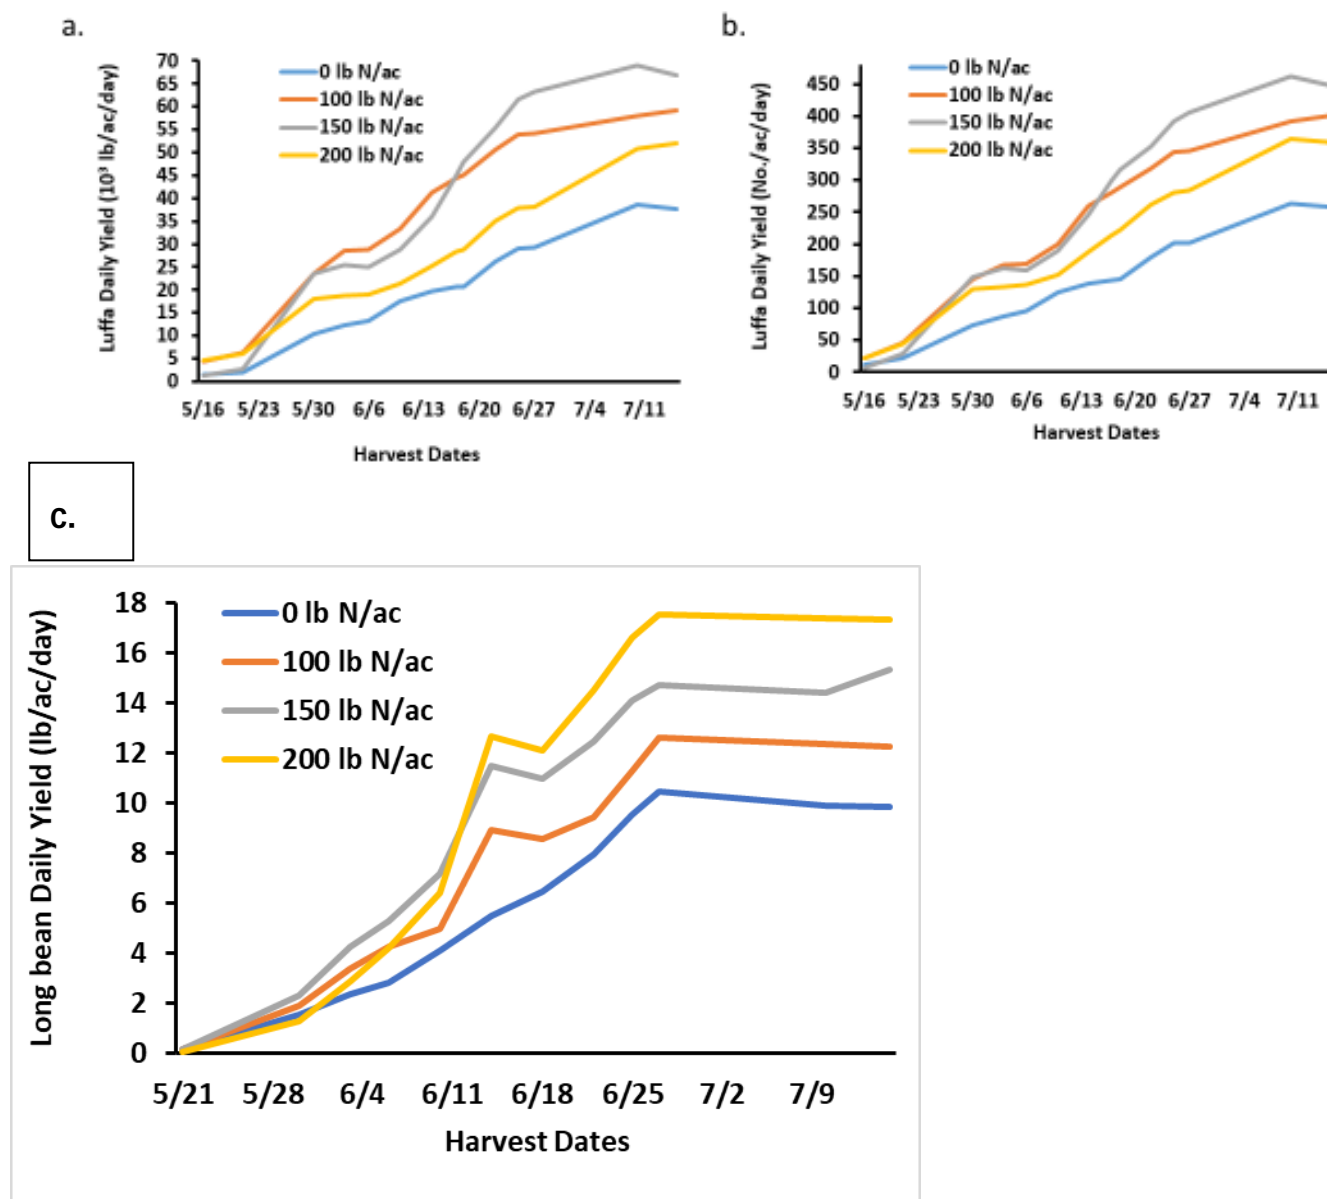 a.
Luffa Daily Yield (10³ lb/ac/day)
70
65
60
55
50
45
40
35
30
25
20
15
10
5
0
0 lb N/ac
100 lb N/ac
150 lb N/ac
200 lb N/ac
5/16 5/23 5/30 6/6 6/13 6/20 6/27 7/4 7/11
Harvest Dates
b.
Luffa Daily Yield (No./ac/day)
450
400
350
300
250
200
150
100
50
0
0 lb N/ac
100 lb N/ac
150 lb N/ac
200 lb N/ac
5/16 5/23 5/30 6/6 6/13 6/20 6/27 7/4 7/11
Harvest Dates
c.
Long bean Daily Yield (lb/ac/day)
18
16
14
12
10
8
6
4
2
0
0 lb N/ac
100 lb N/ac
150 lb N/ac
200 lb N/ac
5/21 5/28 6/4 6/11 6/18 6/25 7/2 7/9
Harvest Dates